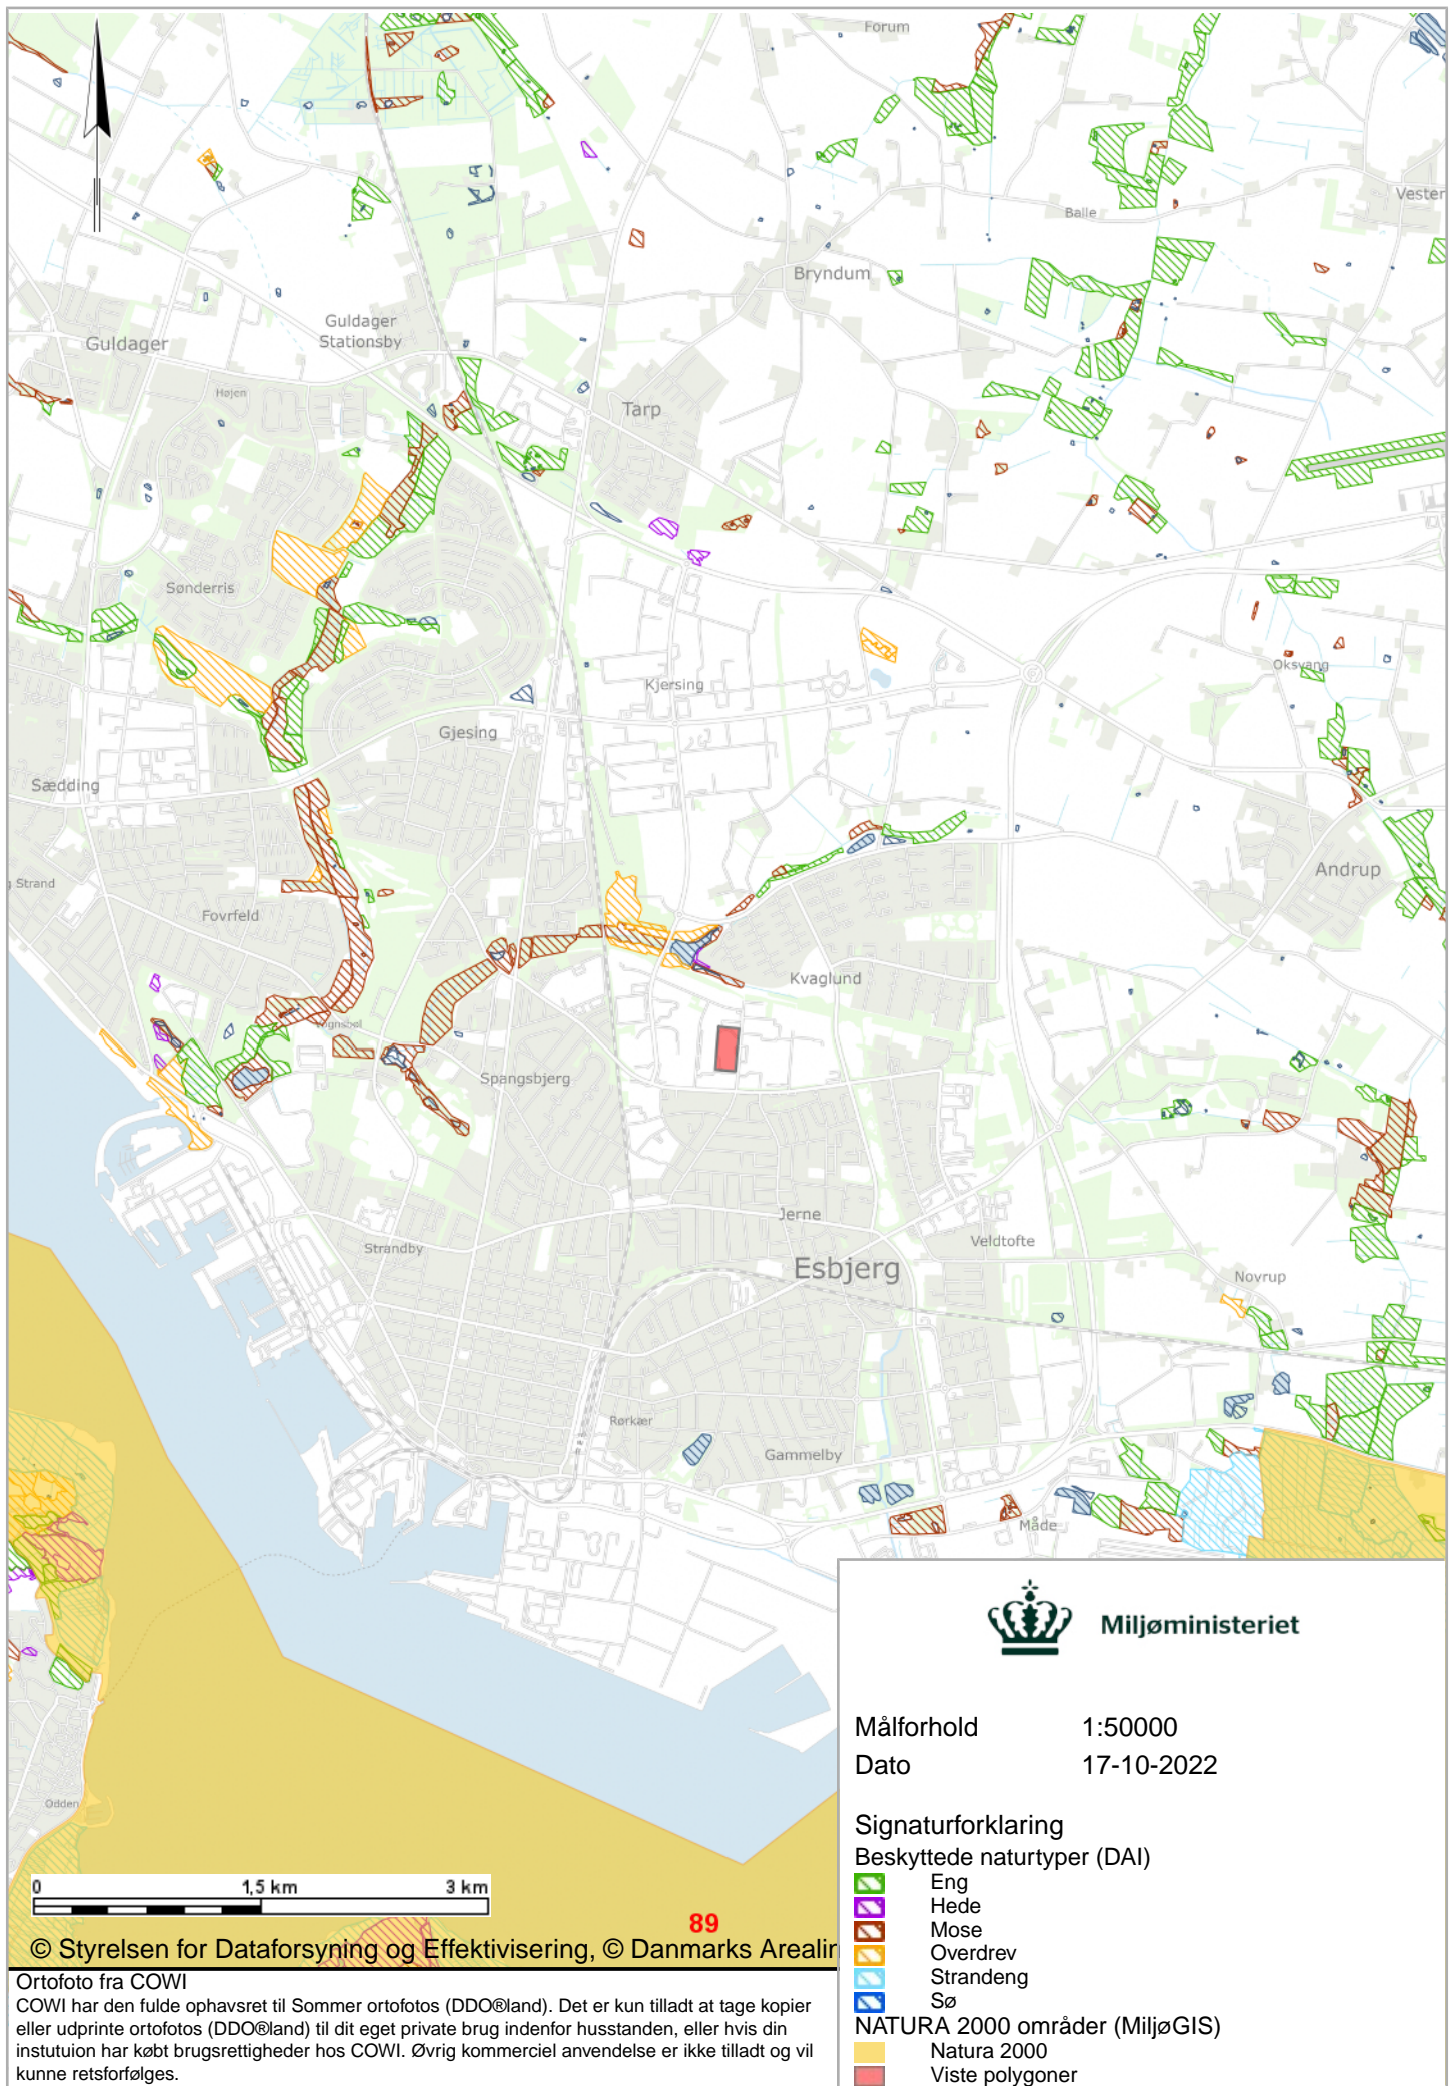 Forum
Balle
Vester
Bryndum
Guldager
Stationsby
Guldager
Højen
Tarp
Sønderris
Oksvang
Kjersing
Gjesing
Sædding
Strand
Andrup
Fovrfeld
Kvaglund
Vognsbøl
Spangsbjerg
Jerne
Strandby
Veldtofte
Esbjerg
Novrup
Rørkær
Gammelby
Måde
Odden
Miljøministeriet
Målforhold 1:50000
Dato 17-10-2022
Signaturforklaring
Beskyttede naturtyper (DAI)
Eng
Hede
Mose
Overdrev
Strandeng
Sø
NATURA 2000 områder (MiljøGIS)
Natura 2000
Viste polygoner
0 1,5 km 3 km
89
© Styrelsen for Dataforsyning og Effektivisering, © Danmarks Arealin
Ortofoto fra COWI
COWI har den fulde ophavsret til Sommer ortofotos (DDO®land). Det er kun tilladt at tage kopier
eller udprinte ortofotos (DDO®land) til dit eget private brug indenfor husstanden, eller hvis din
instutuion har købt brugsrettigheder hos COWI. Øvrig kommerciel anvendelse er ikke tilladt og vil
kunne retsforfølges.